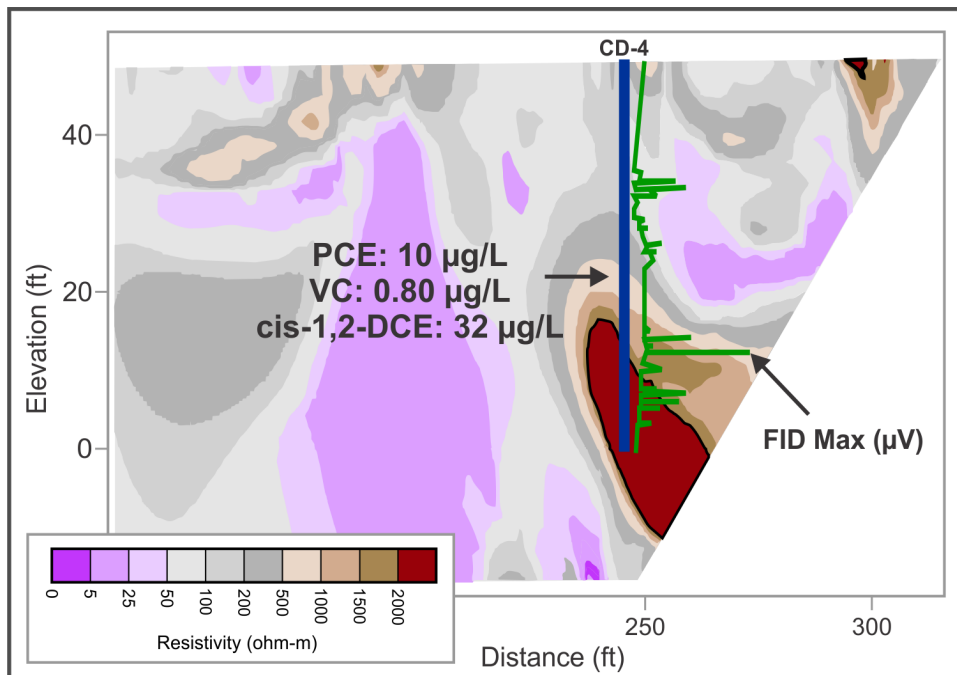 CD-4
40
20
0
Elevation (ft)
PCE: 10 µg/L
VC: 0.80 µg/L
cis-1,2-DCE: 32 µg/L
FID Max (µV)
0 5 25 50 100 200 500 1000 1500 2000
Resistivity (ohm-m)
250 300
Distance (ft)